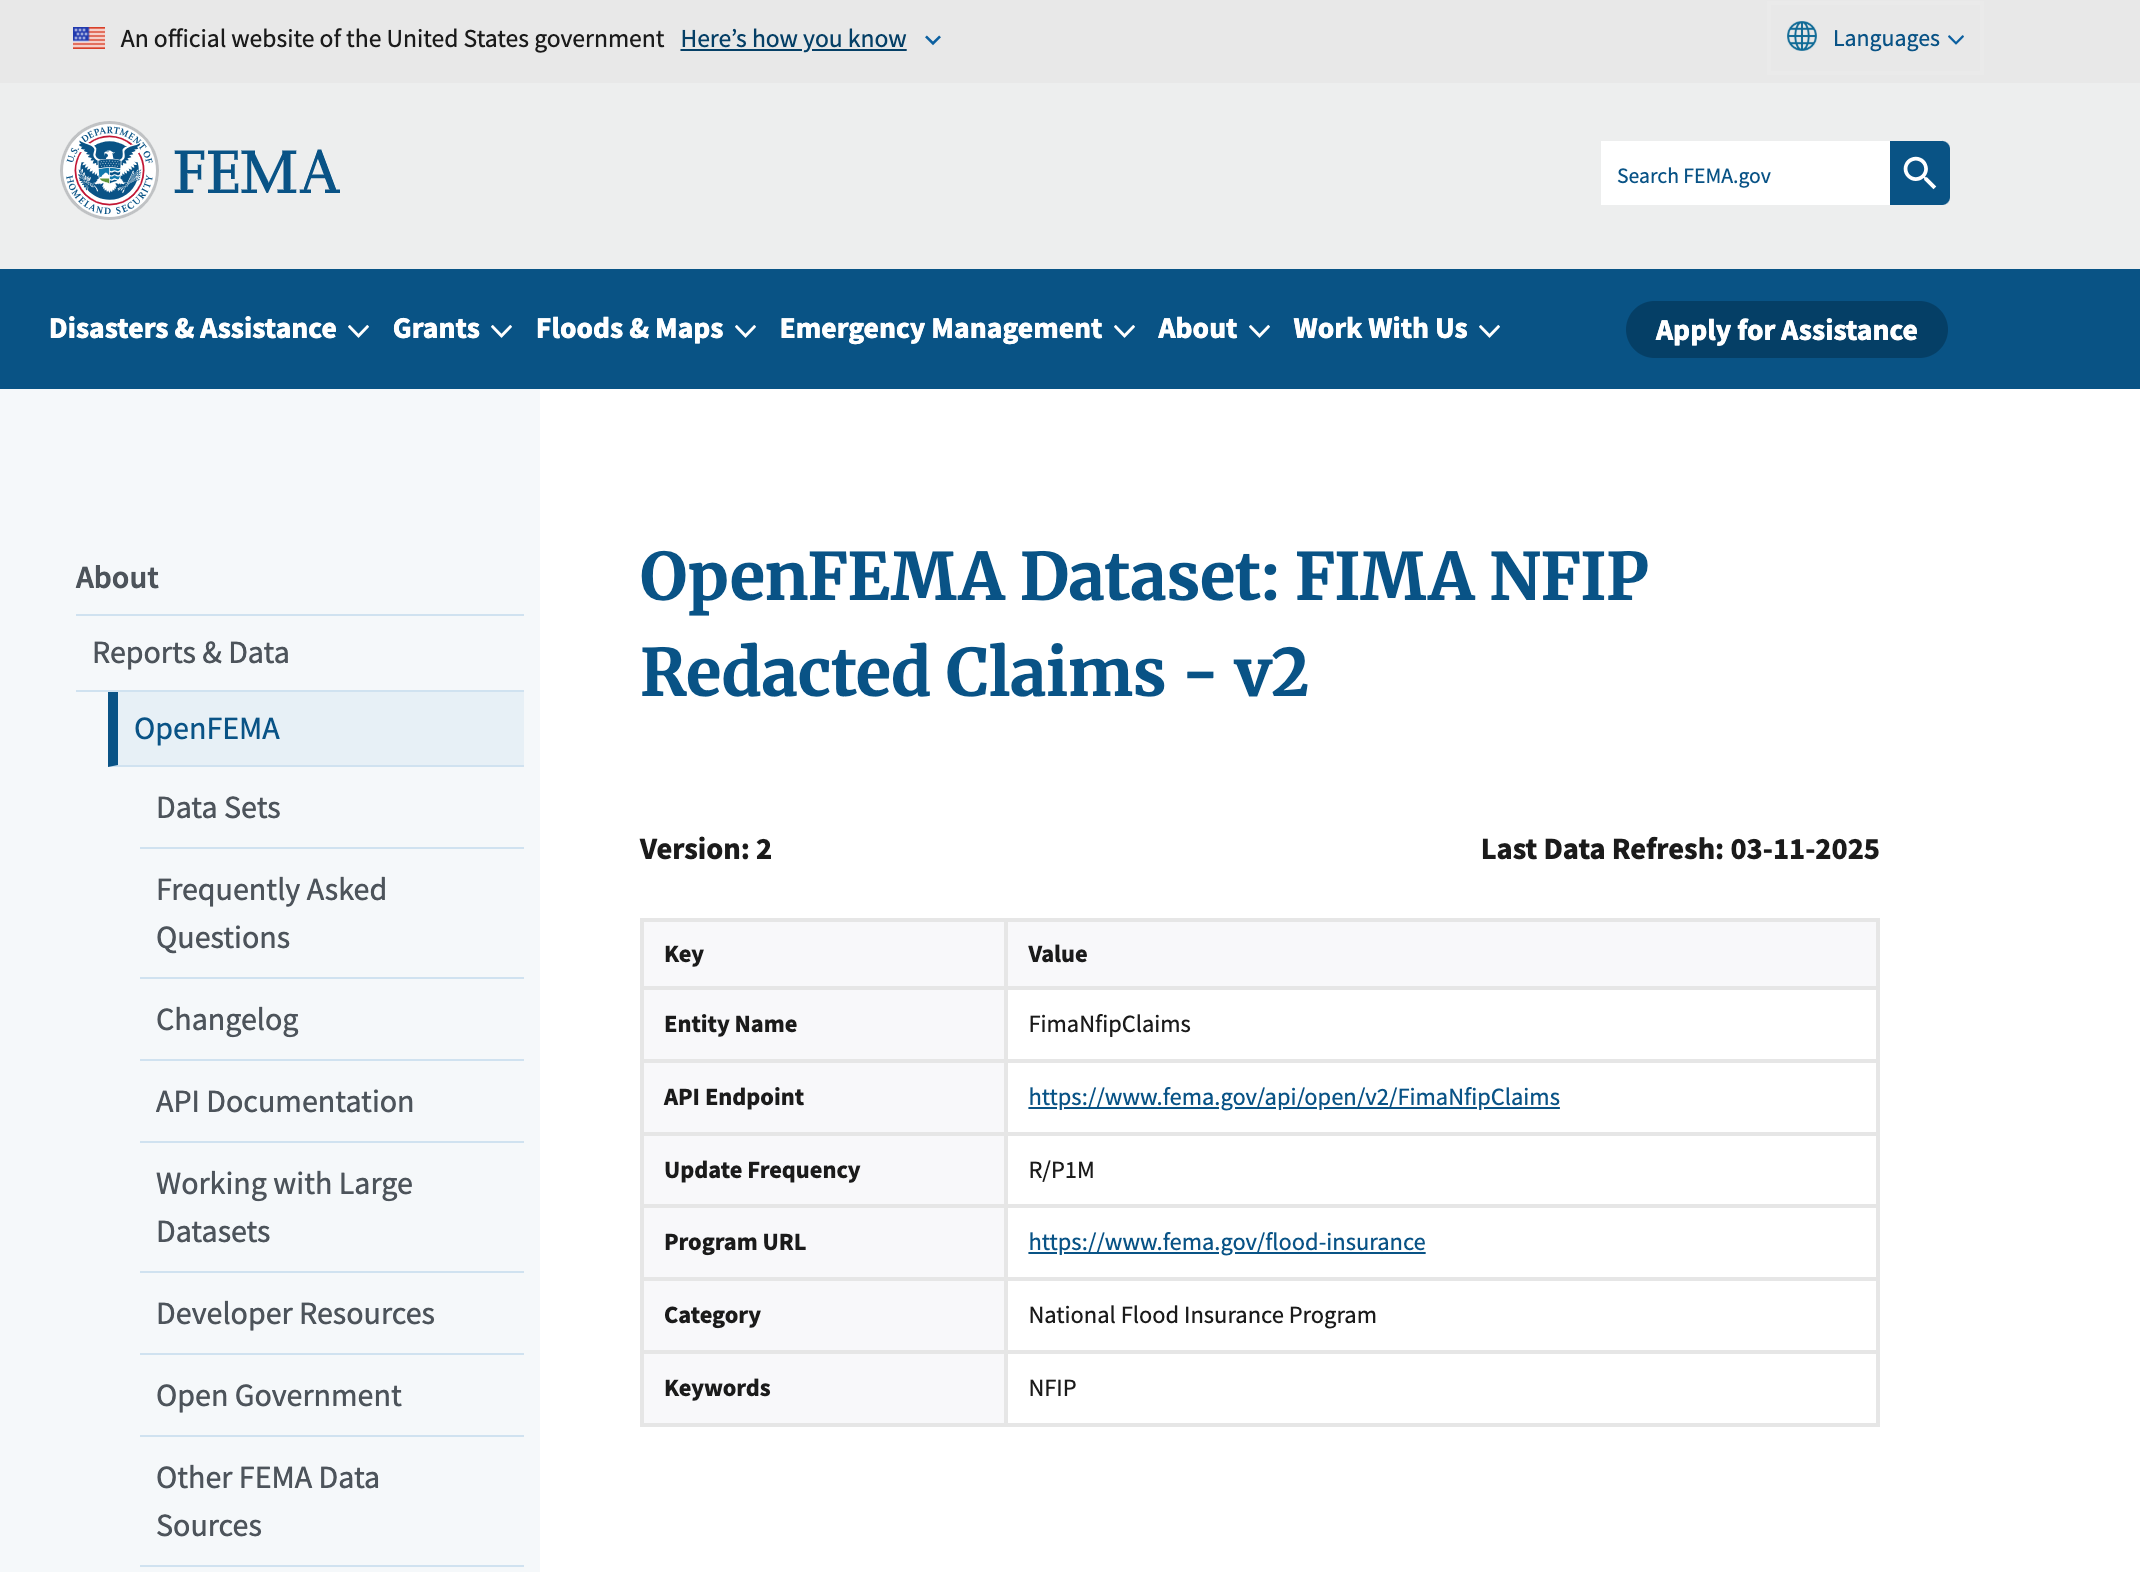 An official website of the United States government Here’s how you know
Languages
U.S. DEPARTMENT OF HOMELAND SECURITY
FEMA
Search FEMA.gov
Disasters & Assistance Grants Floods & Maps Emergency Management About Work With Us Apply for Assistance
About
Reports & Data
OpenFEMA
Data Sets
Frequently Asked
Questions
Changelog
API Documentation
Working with Large
Datasets
Developer Resources
Open Government
Other FEMA Data
Sources
OpenFEMA Dataset: FIMA NFIP
Redacted Claims - v2
Version: 2 Last Data Refresh: 03-11-2025
Key Value
Entity Name FimaNfipClaims
API Endpoint https://www.fema.gov/api/open/v2/FimaNfipClaims
Update Frequency R/P1M
Program URL https://www.fema.gov/flood-insurance
Category National Flood Insurance Program
Keywords NFIP